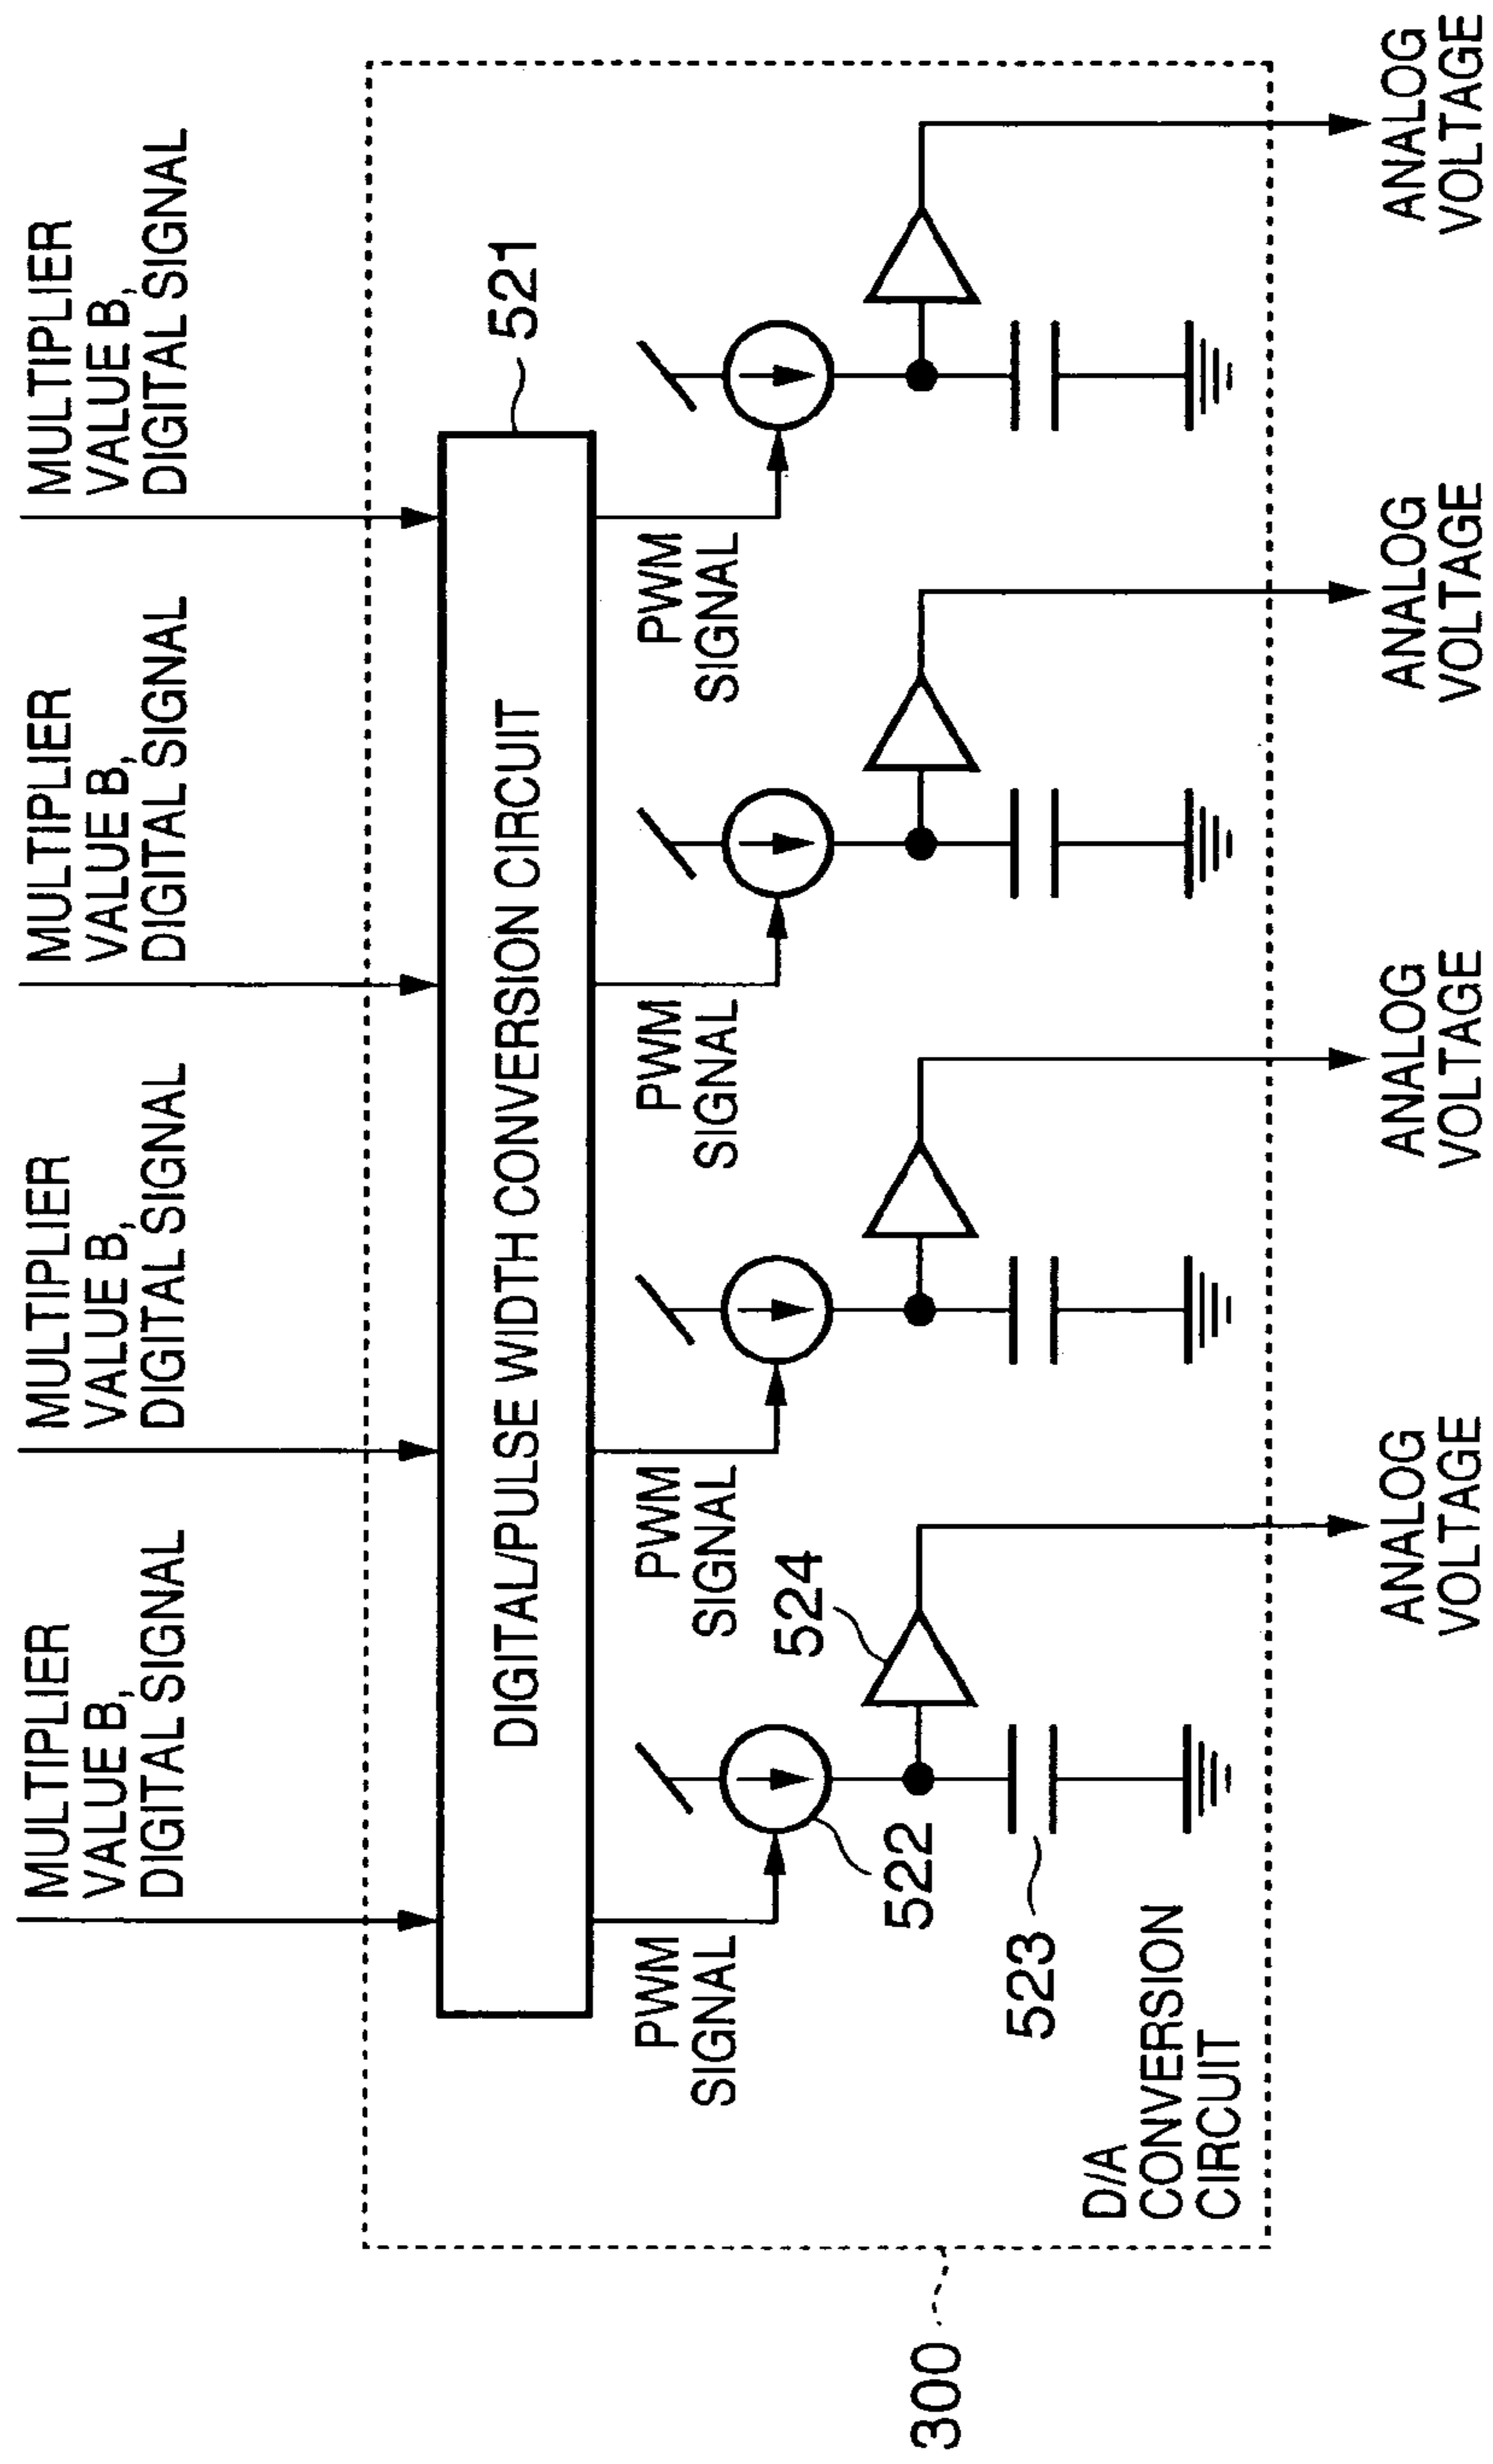 MULTIPLIER
VALUE B,
DIGITAL SIGNAL
MULTIPLIER
VALUE B,
DIGITAL SIGNAL
MULTIPLIER
VALUE B,
DIGITAL SIGNAL
MULTIPLIER
VALUE B,
DIGITAL SIGNAL
521
DIGITAL/PULSE WIDTH CONVERSION CIRCUIT
PWM
SIGNAL
PWM
SIGNAL
PWM
SIGNAL
PWM
SIGNAL
524
522
523
D/A
CONVERSION
CIRCUIT
300
ANALOG
VOLTAGE
ANALOG
VOLTAGE
ANALOG
VOLTAGE
ANALOG
VOLTAGE